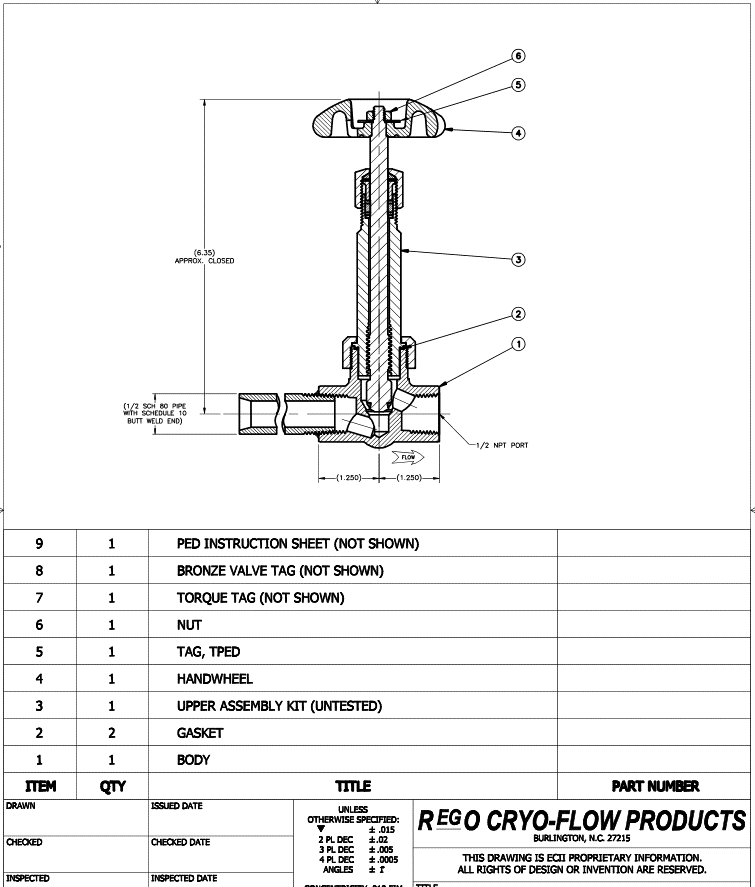 6
5
4
(6.35)
APPROX. CLOSED
3
2
1
(1/2 SCH 80 PIPE
WITH SCHEDULE 10
BUTT WELD END)
1/2 NPT PORT
FLOW
(1.250)
(1.250)
9 1 PED INSTRUCTION SHEET (NOT SHOWN)
8 1 BRONZE VALVE TAG (NOT SHOWN)
7 1 TORQUE TAG (NOT SHOWN)
6 1 NUT
5 1 TAG, TPED
4 1 HANDWHEEL
3 1 UPPER ASSEMBLY KIT (UNTESTED)
2 2 GASKET
1 1 BODY
ITEM QTY TITLE PART NUMBER
DRAWN
ISSUED DATE
CHECKED
CHECKED DATE
INSPECTED
INSPECTED DATE
UNLESS
OTHERWISE SPECIFIED:
▼ ± .015
2 PL DEC ±.02
3 PL DEC ± .005
4 PL DEC ± .0005
ANGLES ± 1°
REGO CRYO-FLOW PRODUCTS
BURLINGTON, N.C. 27215
THIS DRAWING IS ECII PROPRIETARY INFORMATION.
ALL RIGHTS OF DESIGN OR INVENTION ARE RESERVED.
TITLE